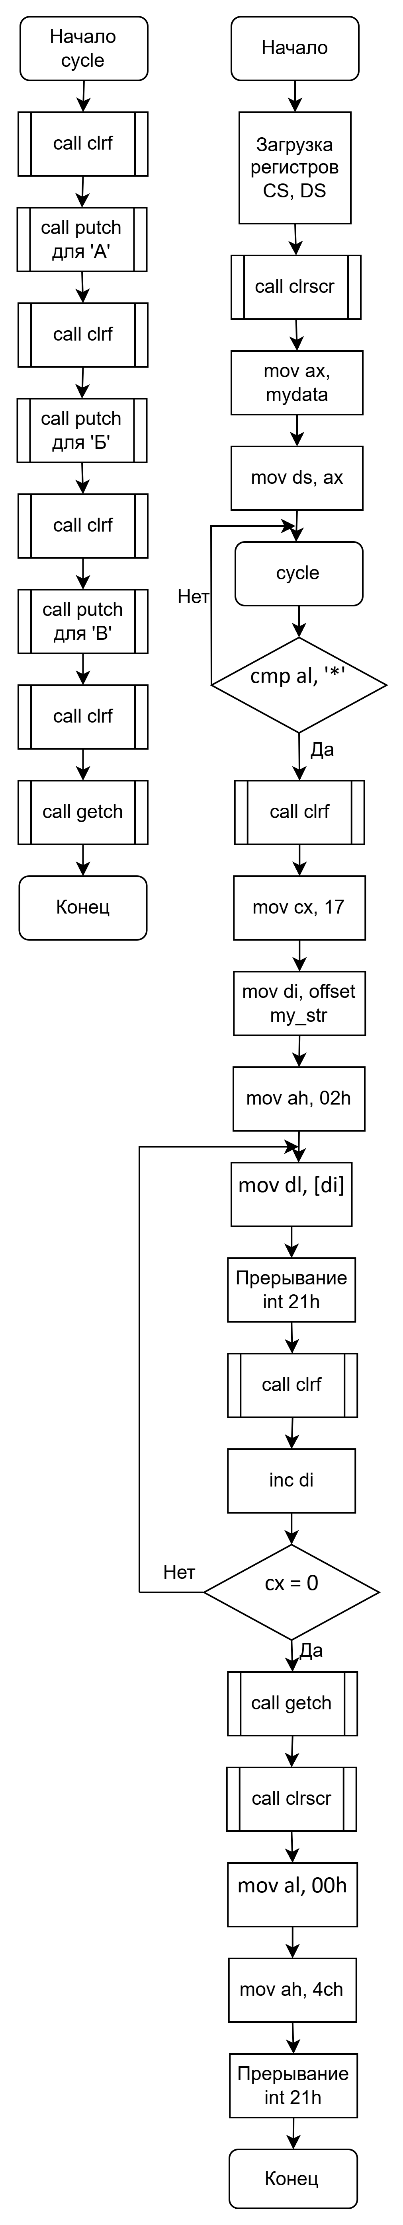 Начало
cycle
call clrf
call putch
для 'А'
call clrf
call putch
для 'Б'
call clrf
call putch
для 'В'
call clrf
call getch
Конец
Начало
Загрузка
регистров
CS, DS
call clrscr
mov ax,
mydata
mov ds, ax
cycle
Нет
cmp al, '*'
Да
call clrf
mov cx, 17
mov di, offset
my_str
mov ah, 02h
mov dl, [di]
Прерывание
int 21h
call clrf
inc di
Нет
cx = 0
Да
call getch
call clrscr
mov al, 00h
mov ah, 4ch
Прерывание
int 21h
Конец